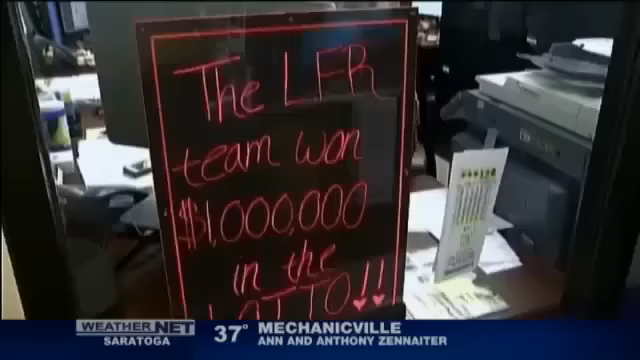 The LFR
team won
$1,000,000
in the
LOTTO!!
WEATHER NET
SARATOGA
37°
MECHANICVILLE
ANN AND ANTHONY ZENNAITER